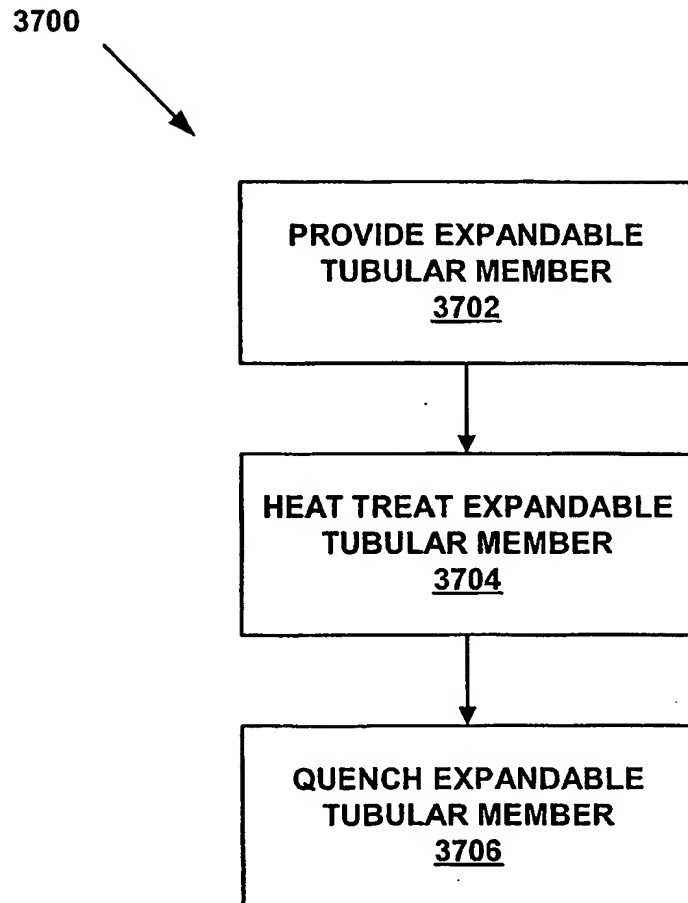 3700
PROVIDE EXPANDABLE
TUBULAR MEMBER
3702
HEAT TREAT EXPANDABLE
TUBULAR MEMBER
3704
QUENCH EXPANDABLE
TUBULAR MEMBER
3706